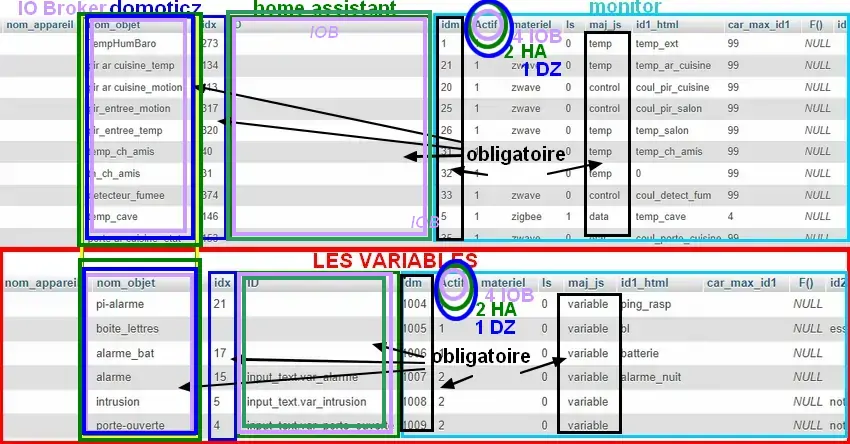 IO Broker domoticz home assistant monitor
nom_appareil nom_objet idx ID idm Actif materiel ls maj_js id1_html car_max_id1 F() id
IOB 4 IOB
tempHumBaro 273 1 2 HA 0 temp temp_ext 99 NULL
1 DZ
pir ar cuisine_temp 134 21 1 zwave 0 temp temp_ar_cuisine 99 NULL
pir ar cuisine_motion 113 20 1 zwave 0 control coul_pir_cuisine 99 NULL
pir_entree_motion 317 25 1 zwave 0 control coul_pir_salon 99 NULL
pir_entree_temp 320 26 1 zwave 0 temp temp_salon 99 NULL
temp_ch_amis 40 31 0 temp temp_ch_amis 99 NULL
obligatoire
ta_ch_amis 31 32 1 0 temp 0 99 NULL
detecteur_fumee 374 33 1 zwave 0 control coul_detect_fum 99 NULL
temp_cave 146 5 1 zigbee 1 data temp_cave 4 NULL
IOB
porte ar cuisine_etat 153 25 1 zwave 0 coul_porte_cuisine 99 NULL
LES VARIABLES
nom_appareil nom_objet idx ID idm Actif materiel ls maj_js id1_html car_max_id1 F() id2
4 IOB
pi-alarme 21 1004 2 HA 0 variable ping_rasp NULL
boite_lettres 1005 1 1 DZ 0 variable bl NULL ess
alarme_bat 17 1006 1 obligatoire 0 variable batterie NULL
alarme 15 input_text.var_alarme 1007 2 0 variable alarme_nuit NULL
intrusion 5 input_text.var_intrusion 1008 2 0 variable NULL not
porte-ouverte 4 input_text.var_porte_ouverte 1009 2 0 variable NULL not